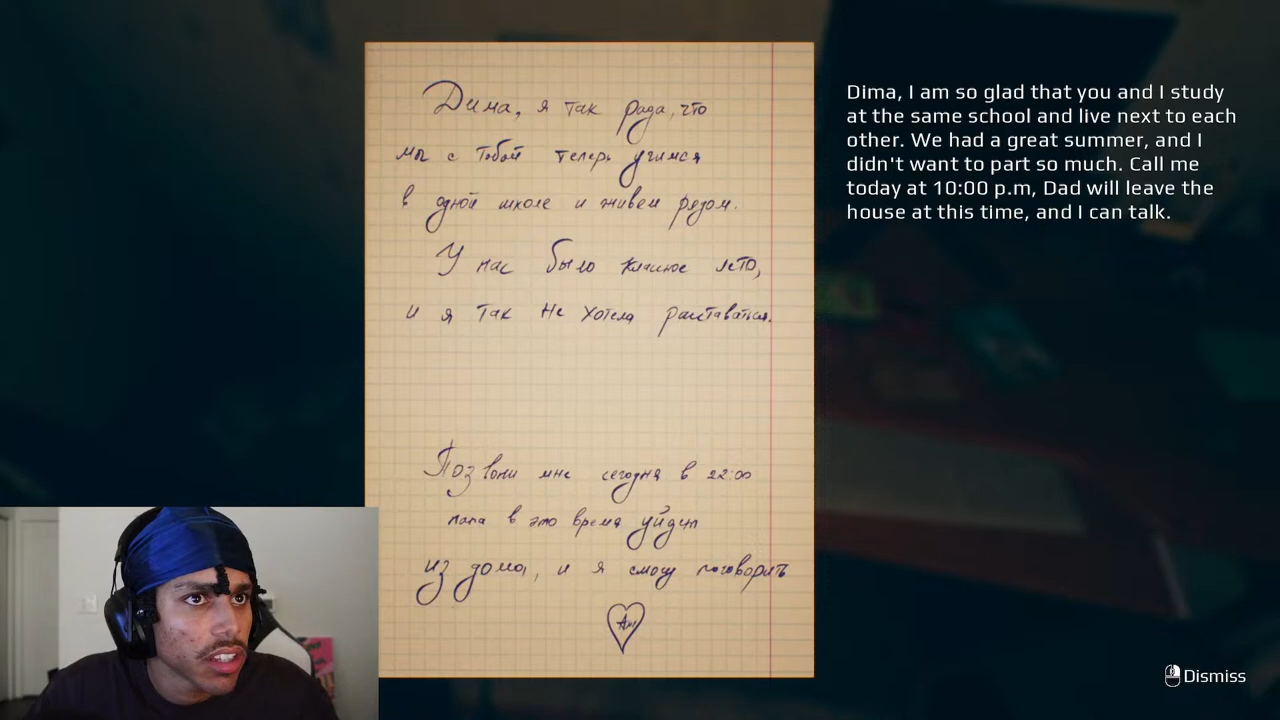 Дима, я так рада, что
мы с тобой теперь учимся
в одной школе и живем рядом.
У нас было классное лето,
и я так не хотела расставаться.
Позвони мне сегодня в 22:00
папа в это время уйдет
из дома, и я смогу поговорить
Dima, I am so glad that you and I study
at the same school and live next to each
other. We had a great summer, and I
didn't want to part so much. Call me
today at 10:00 p.m, Dad will leave the
house at this time, and I can talk.
Dismiss